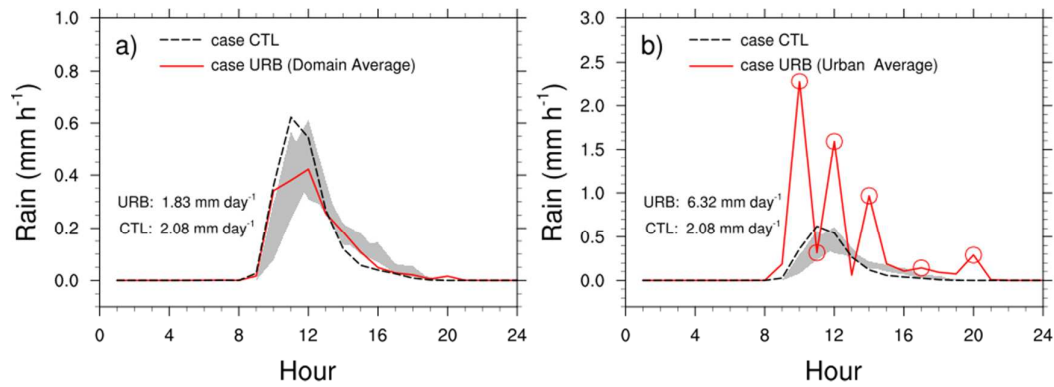 a)
case CTL
case URB (Domain Average)
URB: 1.83 mm day-1
CTL: 2.08 mm day-1
Rain (mm h-1)
1.0
0.8
0.6
0.4
0.2
0.0
0 4 8 12 16 20 24
Hour
b)
case CTL
case URB (Urban Average)
URB: 6.32 mm day-1
CTL: 2.08 mm day-1
Rain (mm h-1)
3.0
2.5
2.0
1.5
1.0
0.5
0.0
0 4 8 12 16 20 24
Hour